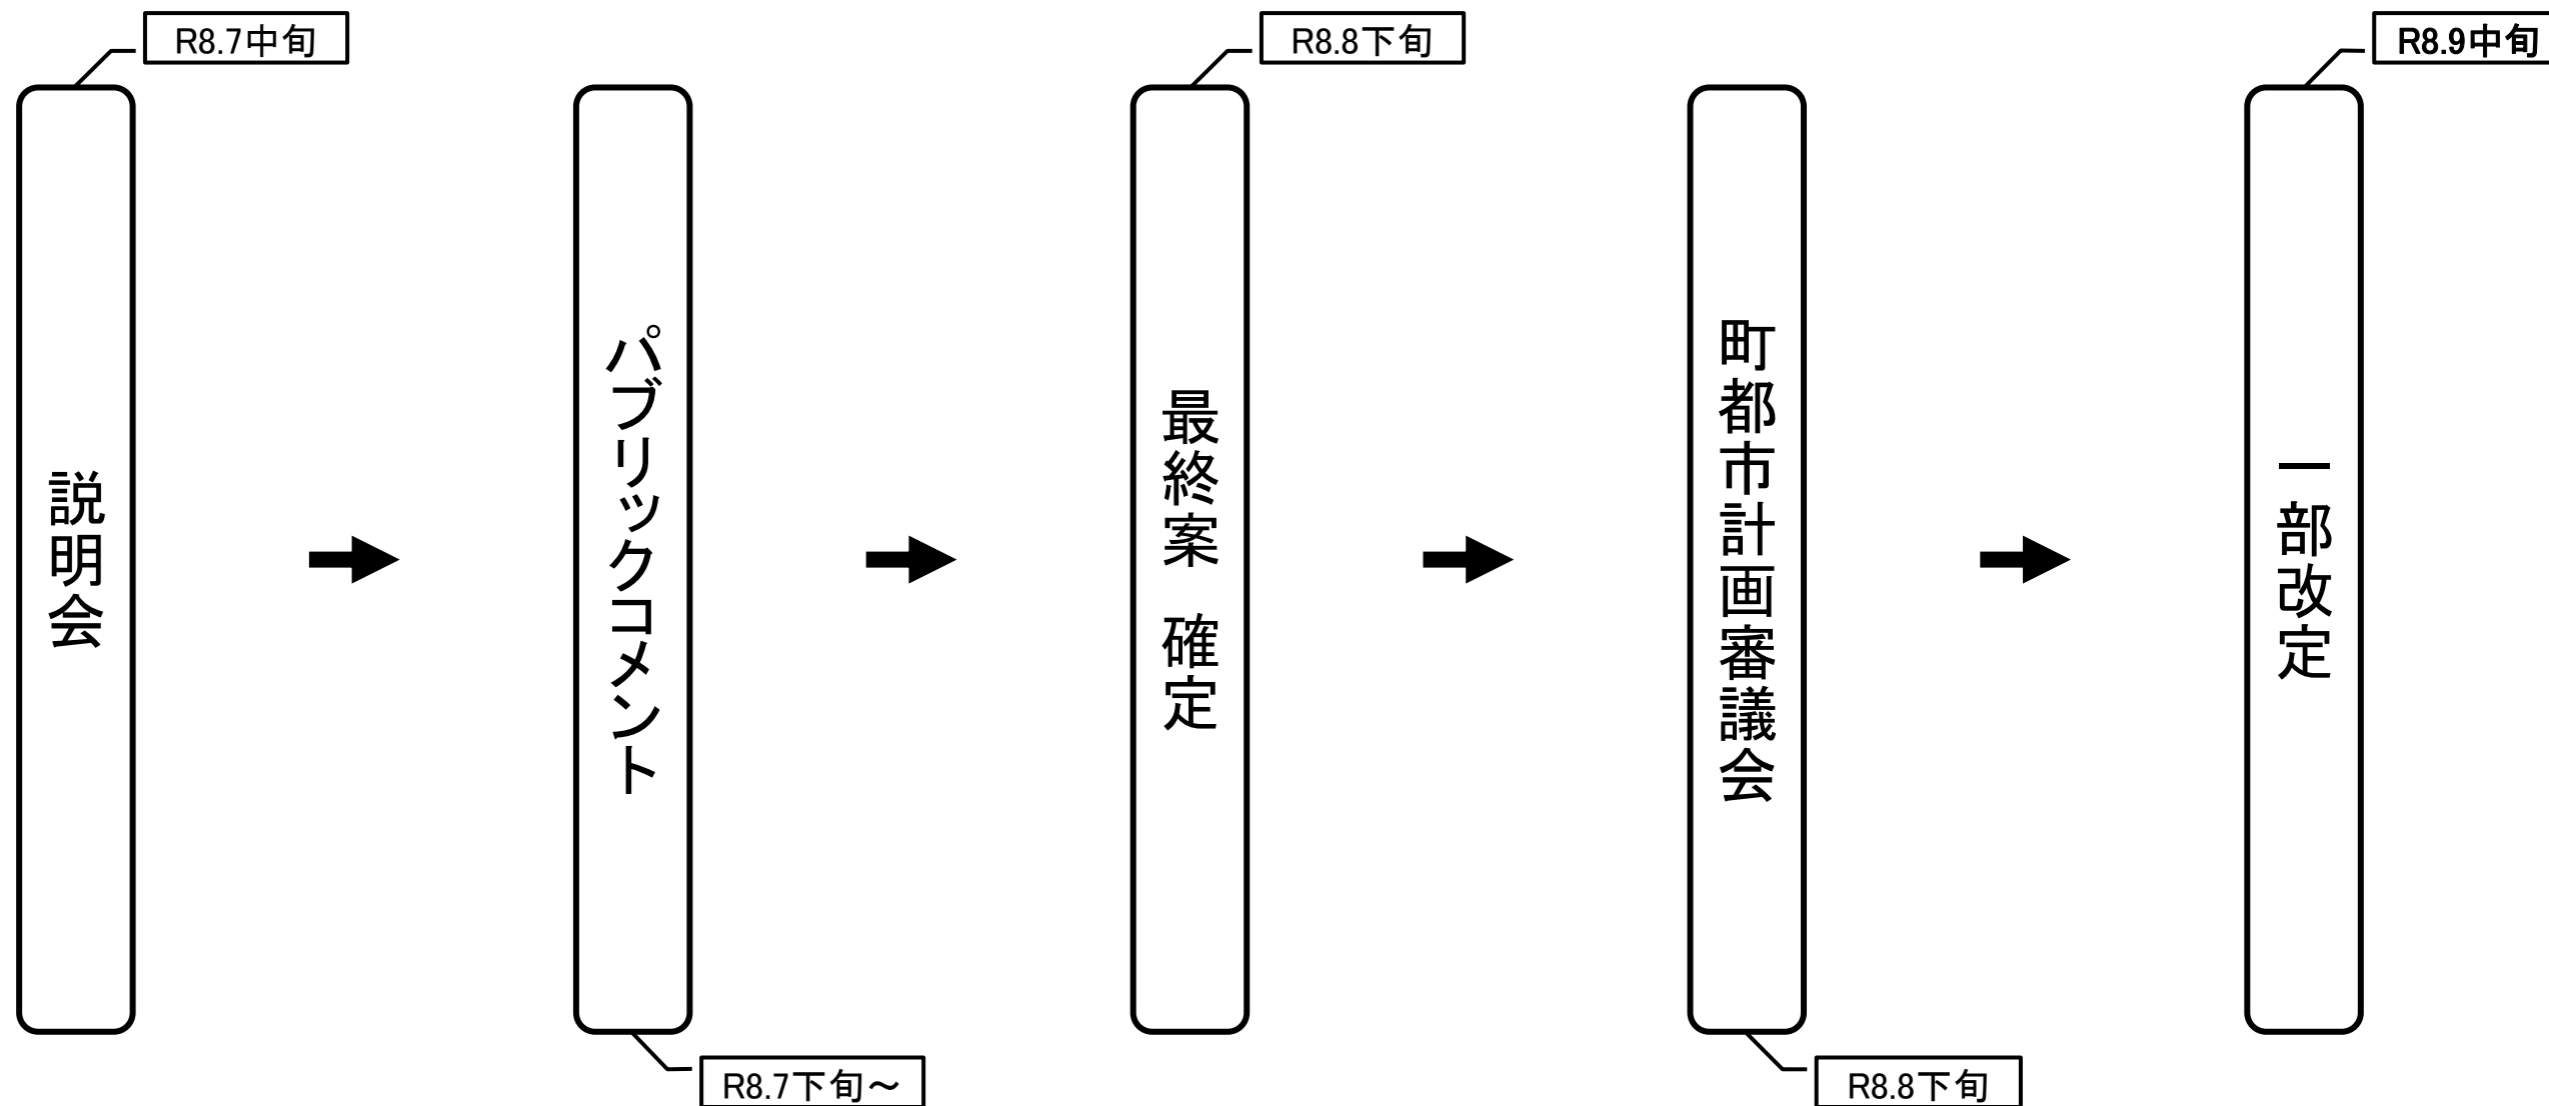 R8.7中旬
説明会
パブリックコメント
R8.7下旬～
R8.8下旬
最終案　確定
町都市計画審議会
R8.8下旬
R8.9中旬
一部改定